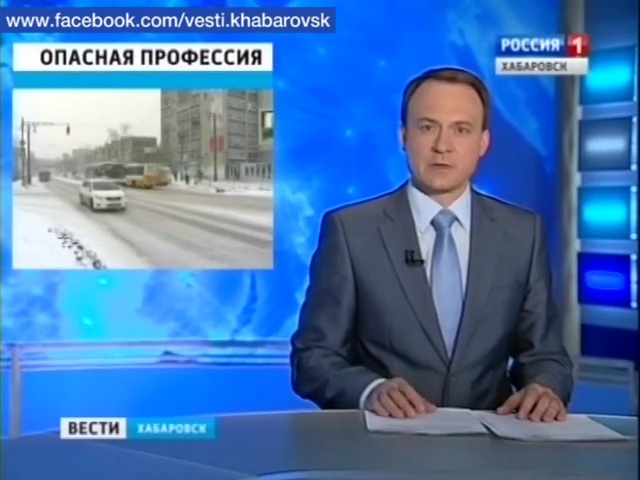 www.facebook.com/vesti.khabarovsk
ОПАСНАЯ ПРОФЕССИЯ
РОССИЯ 1
ХАБАРОВСК
ВЕСТИ ХАБАРОВСК